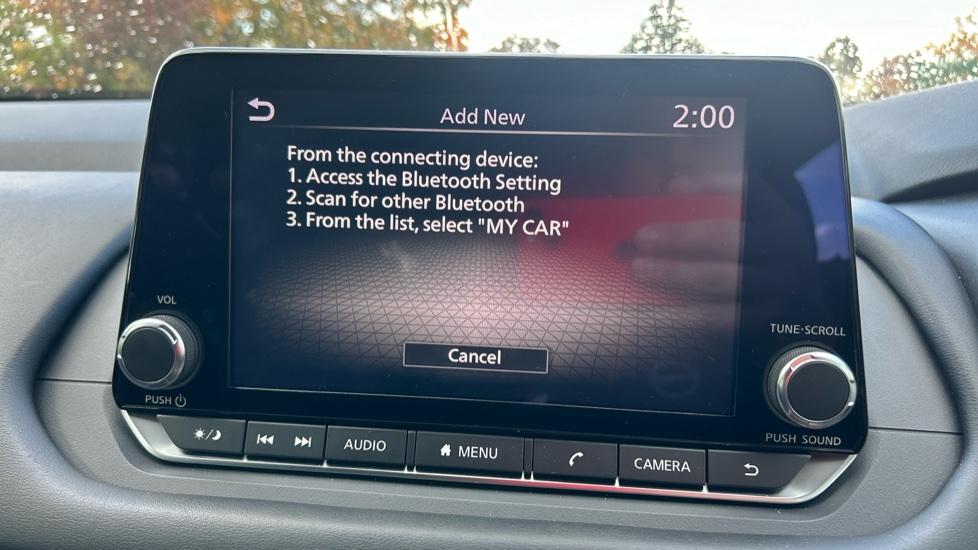 Add New
2:00
From the connecting device:
1. Access the Bluetooth Setting
2. Scan for other Bluetooth
3. From the list, select "MY CAR"
Cancel
VOL
PUSH
TUNE·SCROLL
PUSH SOUND
AUDIO
MENU
CAMERA